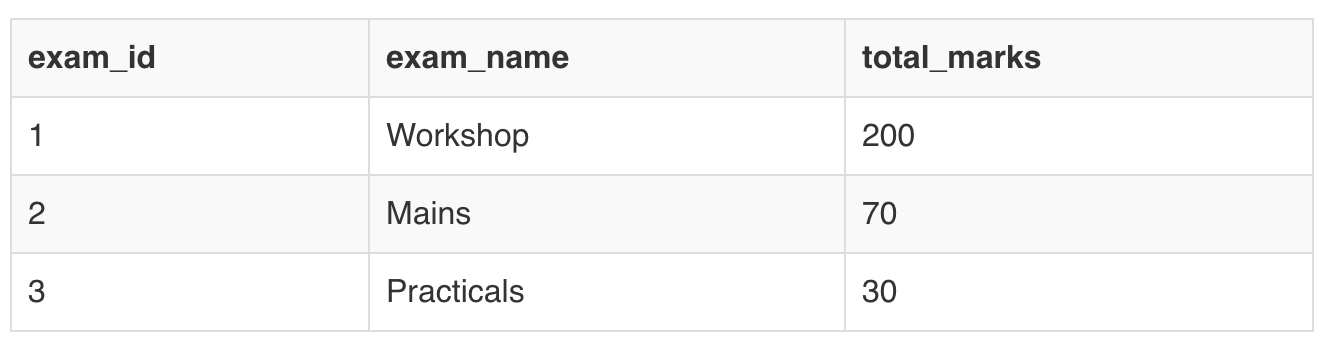 exam_id exam_name total_marks
1 Workshop 200
2 Mains 70
3 Practicals 30